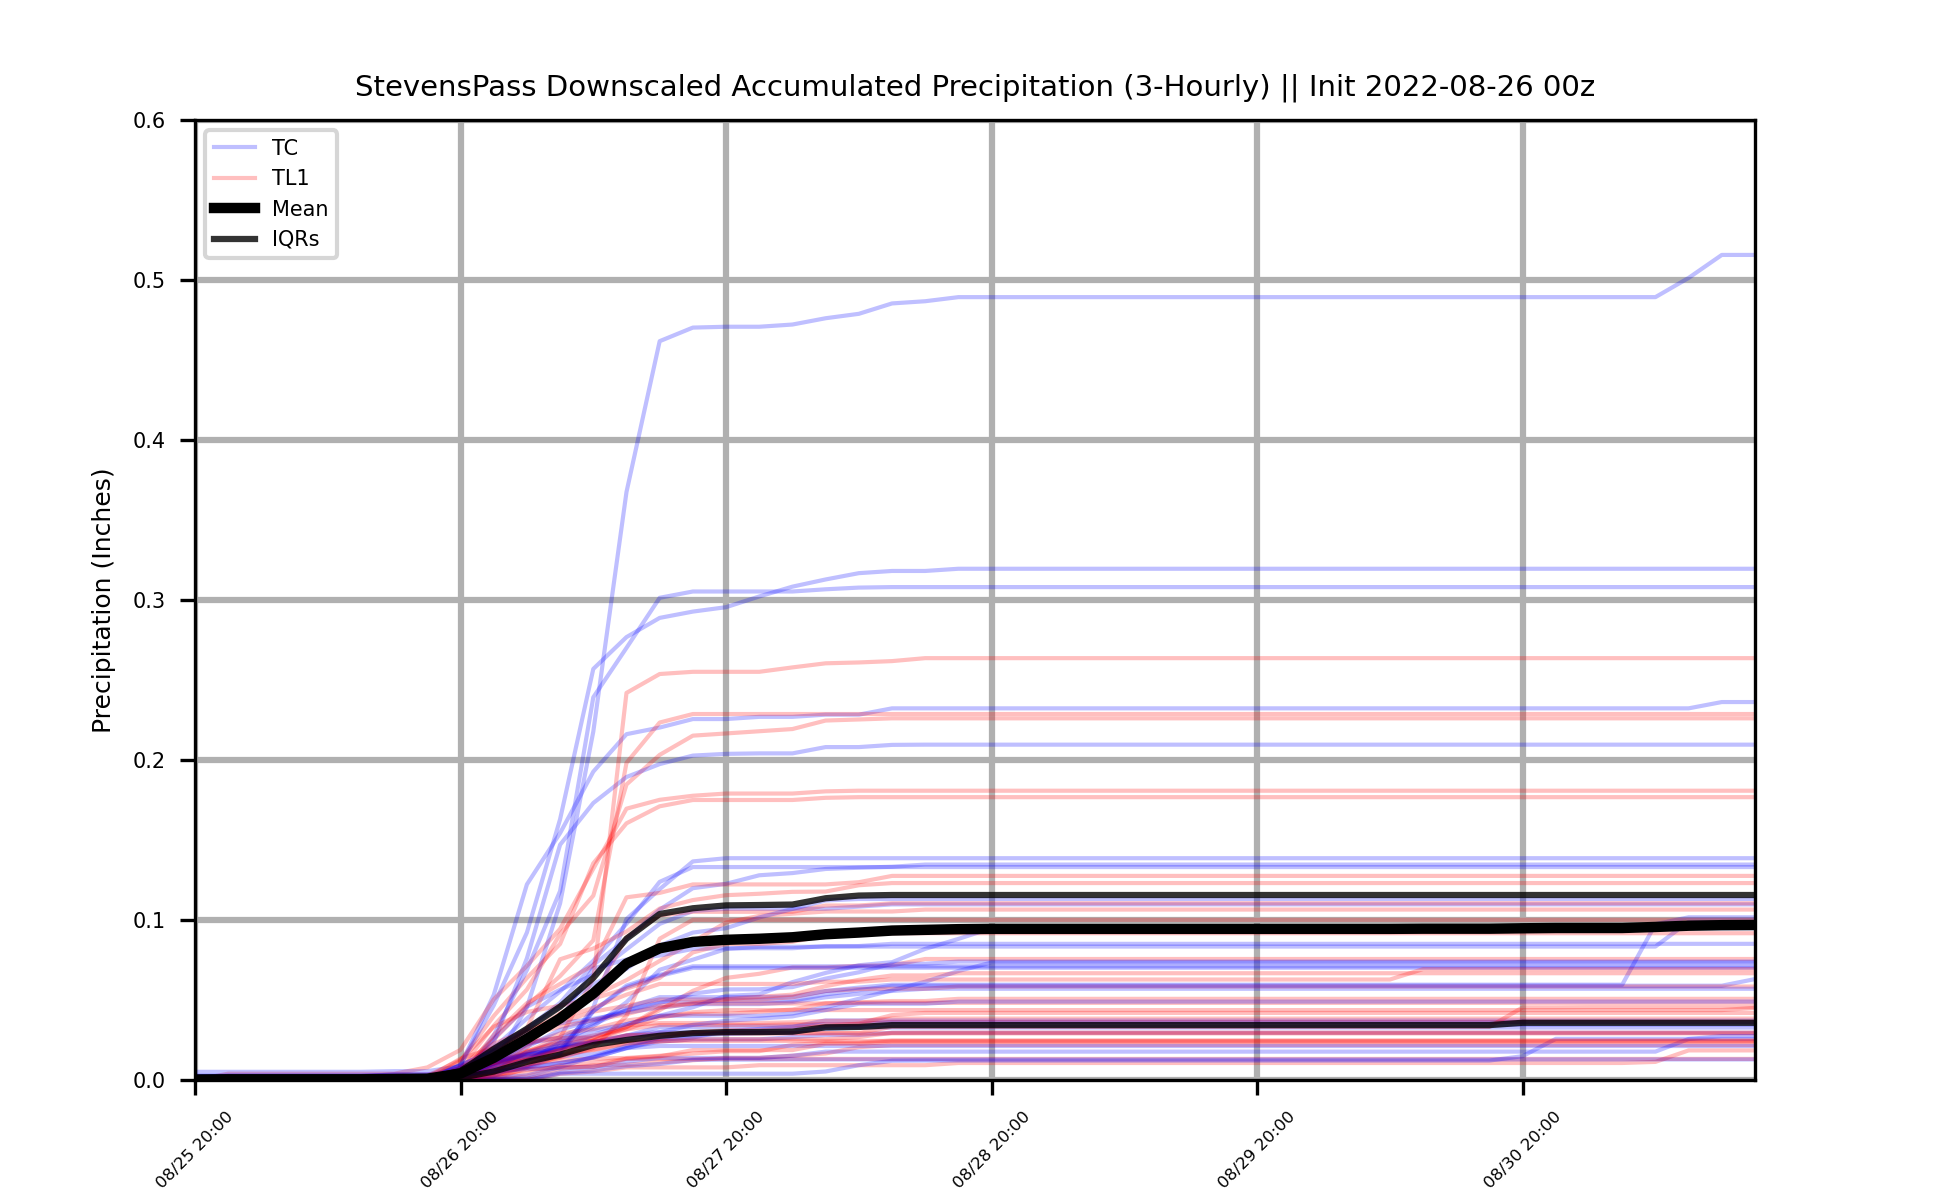 StevensPass Downscaled Accumulated Precipitation (3-Hourly) || Init 2022-08-26 00z
TC
TL1
Mean
IQRs
Precipitation (Inches)
0.6
0.5
0.4
0.3
0.2
0.1
0.0
08/25 20:00
08/26 20:00
08/27 20:00
08/28 20:00
08/29 20:00
08/30 20:00